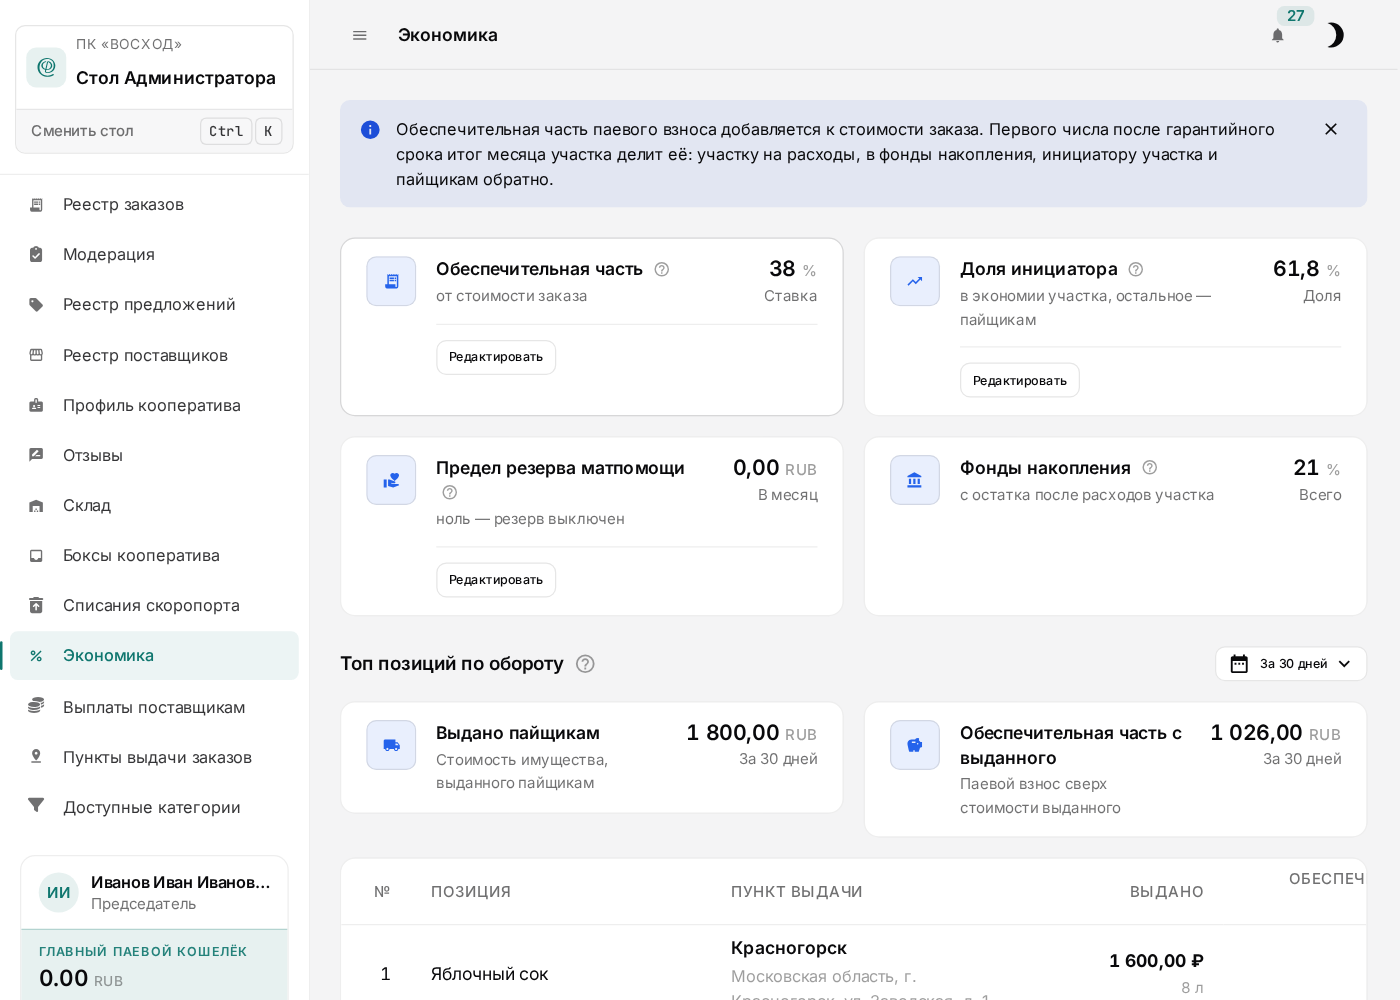 ПК «ВОСХОД»
Стол Администратора
Сменить стол Ctrl K
Реестр заказов
Модерация
Реестр предложений
Реестр поставщиков
Профиль кооператива
Отзывы
Склад
Боксы кооператива
Списания скоропорта
Экономика
Выплаты поставщикам
Пункты выдачи заказов
Доступные категории
ИИ
Иванов Иван Иванов...
Председатель
ГЛАВНЫЙ ПАЕВОЙ КОШЕЛЁК
0.00 RUB
Экономика
27
Обеспечительная часть паевого взноса добавляется к стоимости заказа. Первого числа после гарантийного
срока итог месяца участка делит её: участку на расходы, в фонды накопления, инициатору участка и
пайщикам обратно.
Обеспечительная часть
38 %
от стоимости заказа
Ставка
Редактировать
Доля инициатора
61,8 %
в экономии участка, остальное —
пайщикам
Доля
Редактировать
Предел резерва матпомощи
0,00 RUB
В месяц
ноль — резерв выключен
Редактировать
Фонды накопления
21 %
с остатка после расходов участка
Всего
Топ позиций по обороту
За 30 дней
Выдано пайщикам
1 800,00 RUB
Стоимость имущества,
выданного пайщикам
За 30 дней
Обеспечительная часть с
выданного
1 026,00 RUB
За 30 дней
Паевой взнос сверх
стоимости выданного
№ ПОЗИЦИЯ ПУНКТ ВЫДАЧИ ВЫДАНО ОБЕСПЕЧ
1 Яблочный сок
Красногорск
Московская область, г.
Красногорск, ул. Заводская, д. 1
1 600,00 ₽
8 л